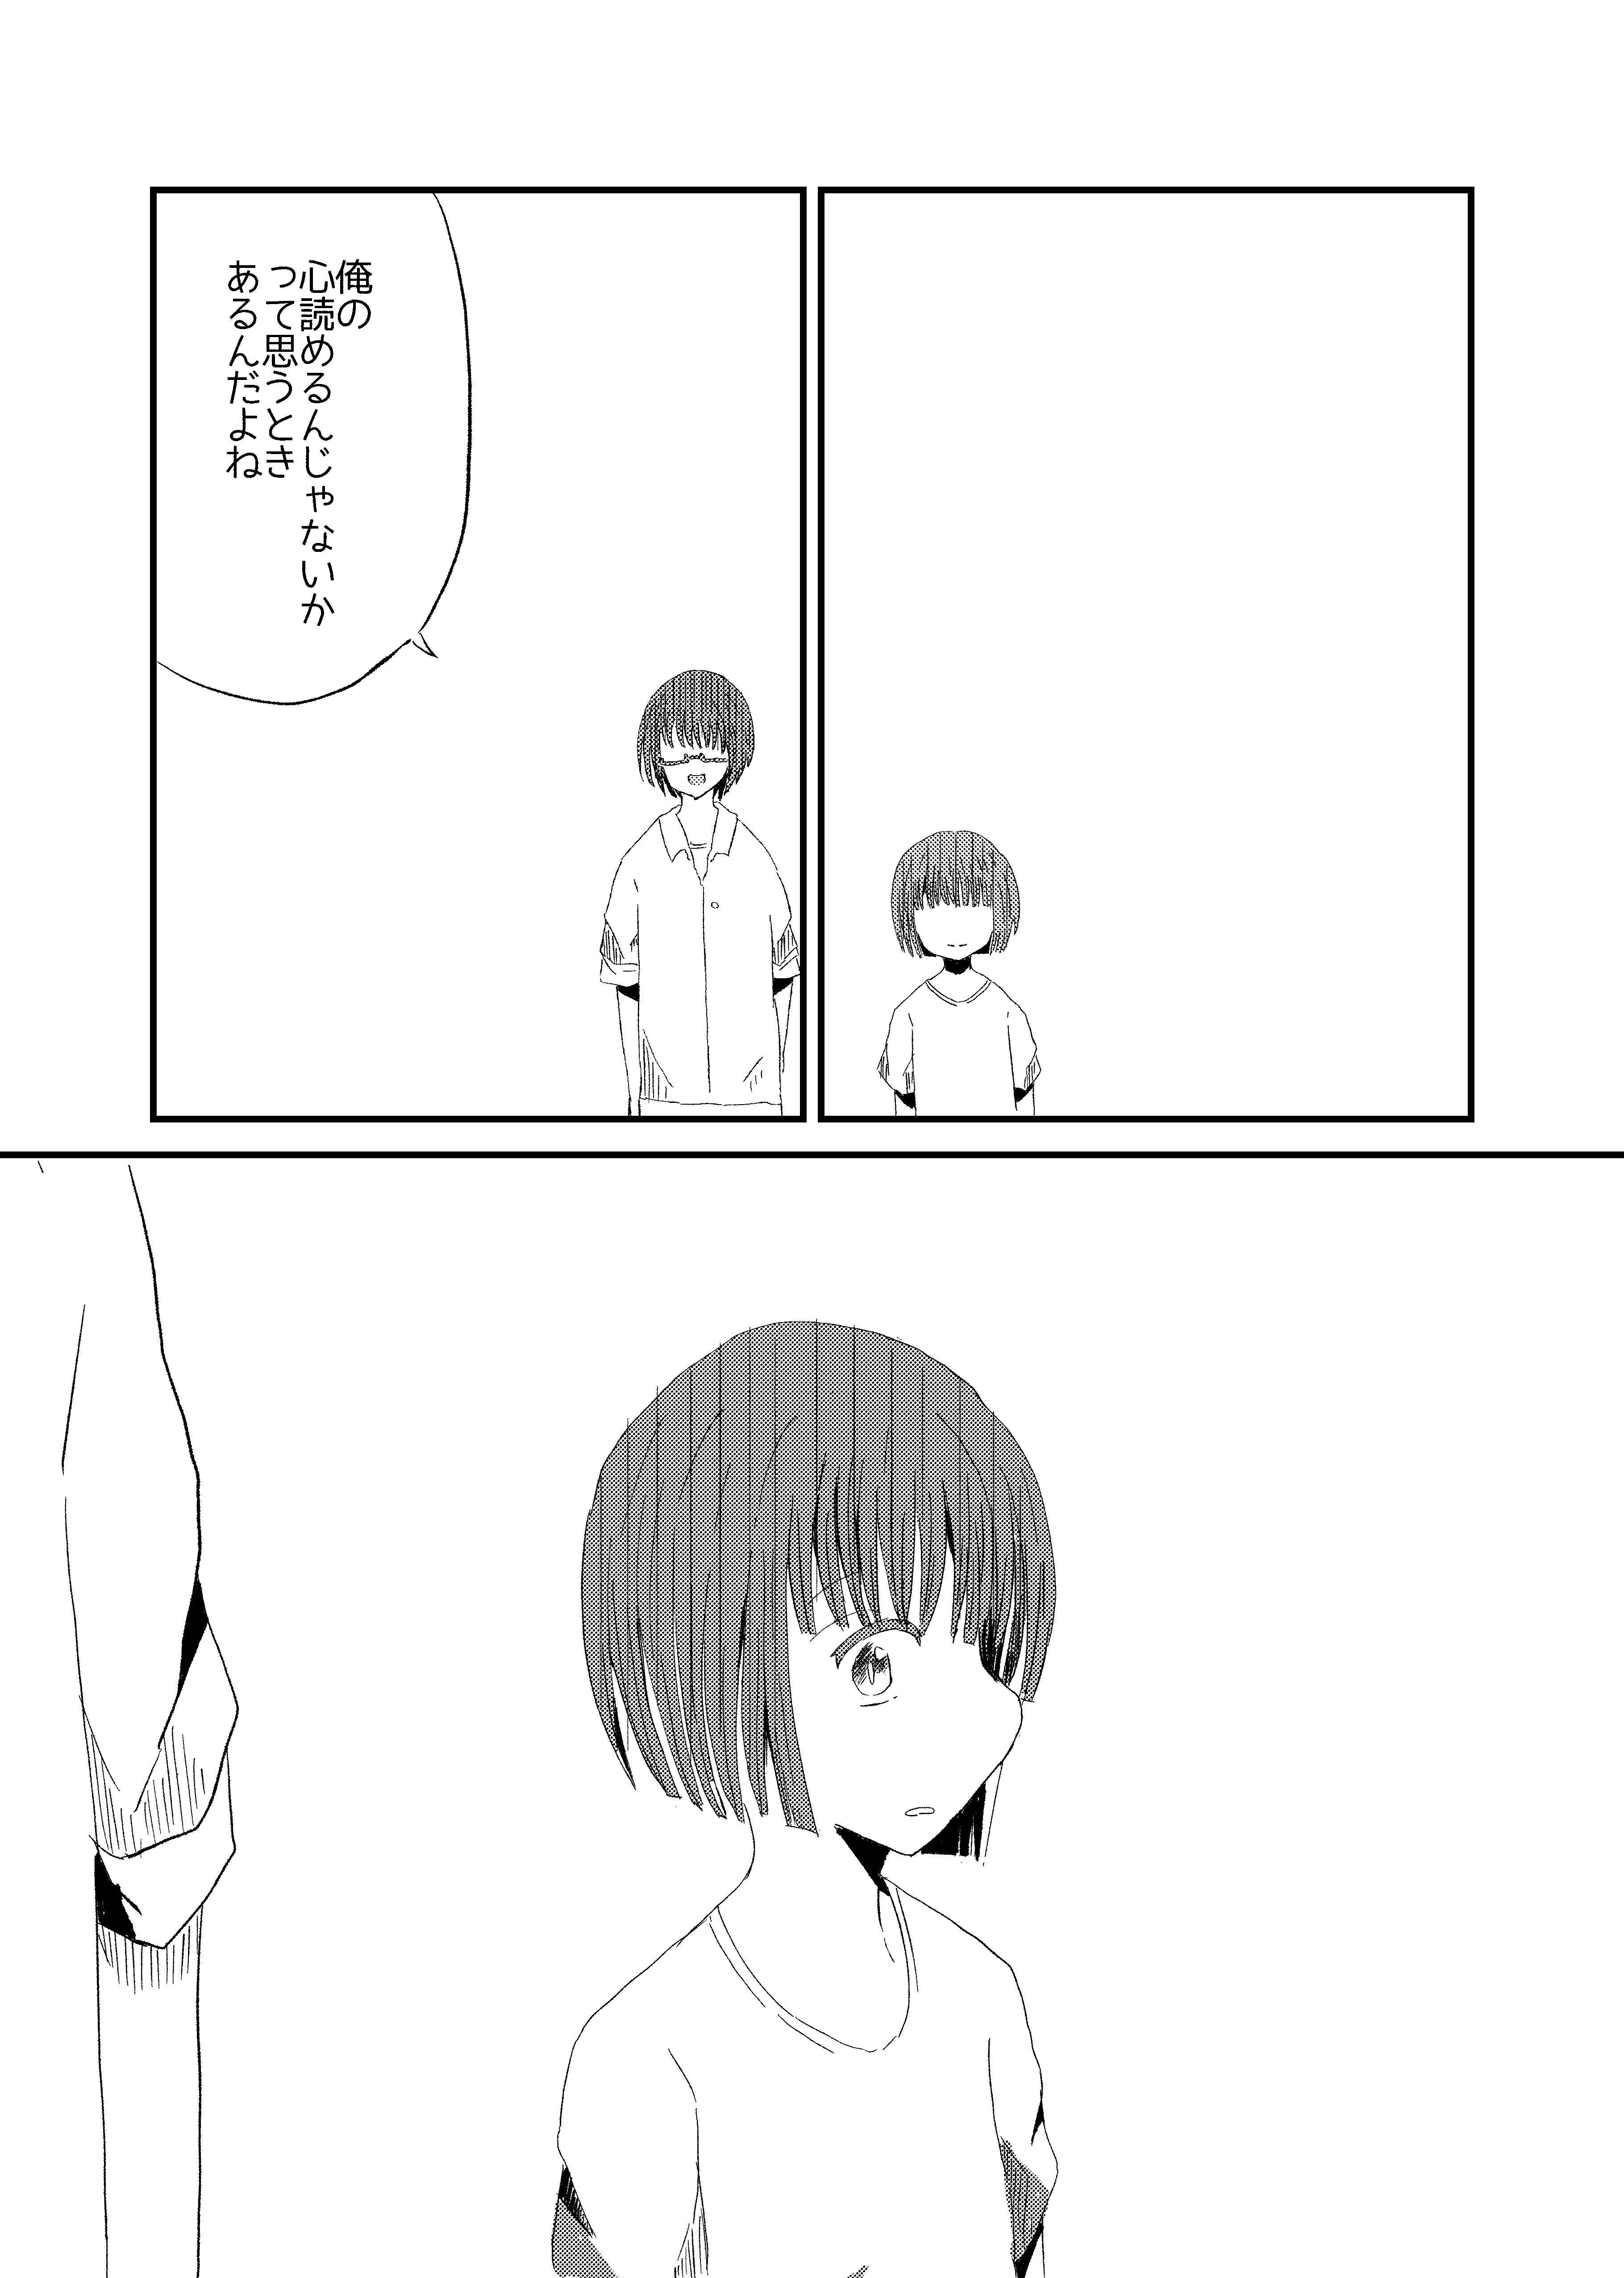 俺の
心読めるんじゃないか
って思うとき
あるんだよね